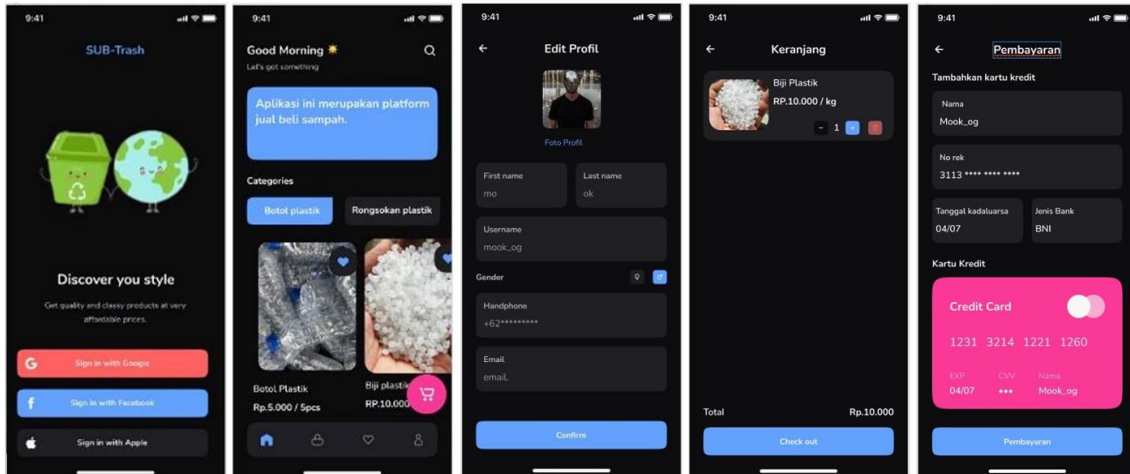 9:41
SUB-Trash
Discover you style
Get quality and classy products at very
affordable prices.
G
Sign in with Google
f
Sign in with Facebook
Sign in with Apple
9:41
Good Morning
Let's got something
Aplikasi ini merupakan platform
jual beli sampah.
Categories
Botol plastik
Rongsokan plastik
Botol Plastik
Rp.5.000 / 5pcs
Biji plastik
RP.10.000
9:41
Edit Profil
Foto Profil
First name
mo
Last name
ok
Username
mook_og
Gender
Handphone
+62*********
Email
email.
Confirm
9:41
Keranjang
Biji Plastik
RP.10.000 / kg
- 1 +
Total
Rp.10.000
Check out
9:41
Pembayaran
Tambahkan kartu kredit
Nama
Mook_og
No rek
3113 **** **** ****
Tanggal kadaluarsa
04/07
Jenis Bank
BNI
Kartu Kredit
Credit Card
1231 3214 1221 1260
EXP CVV Nama
04/07 ••• Mook_og
Pembayaran